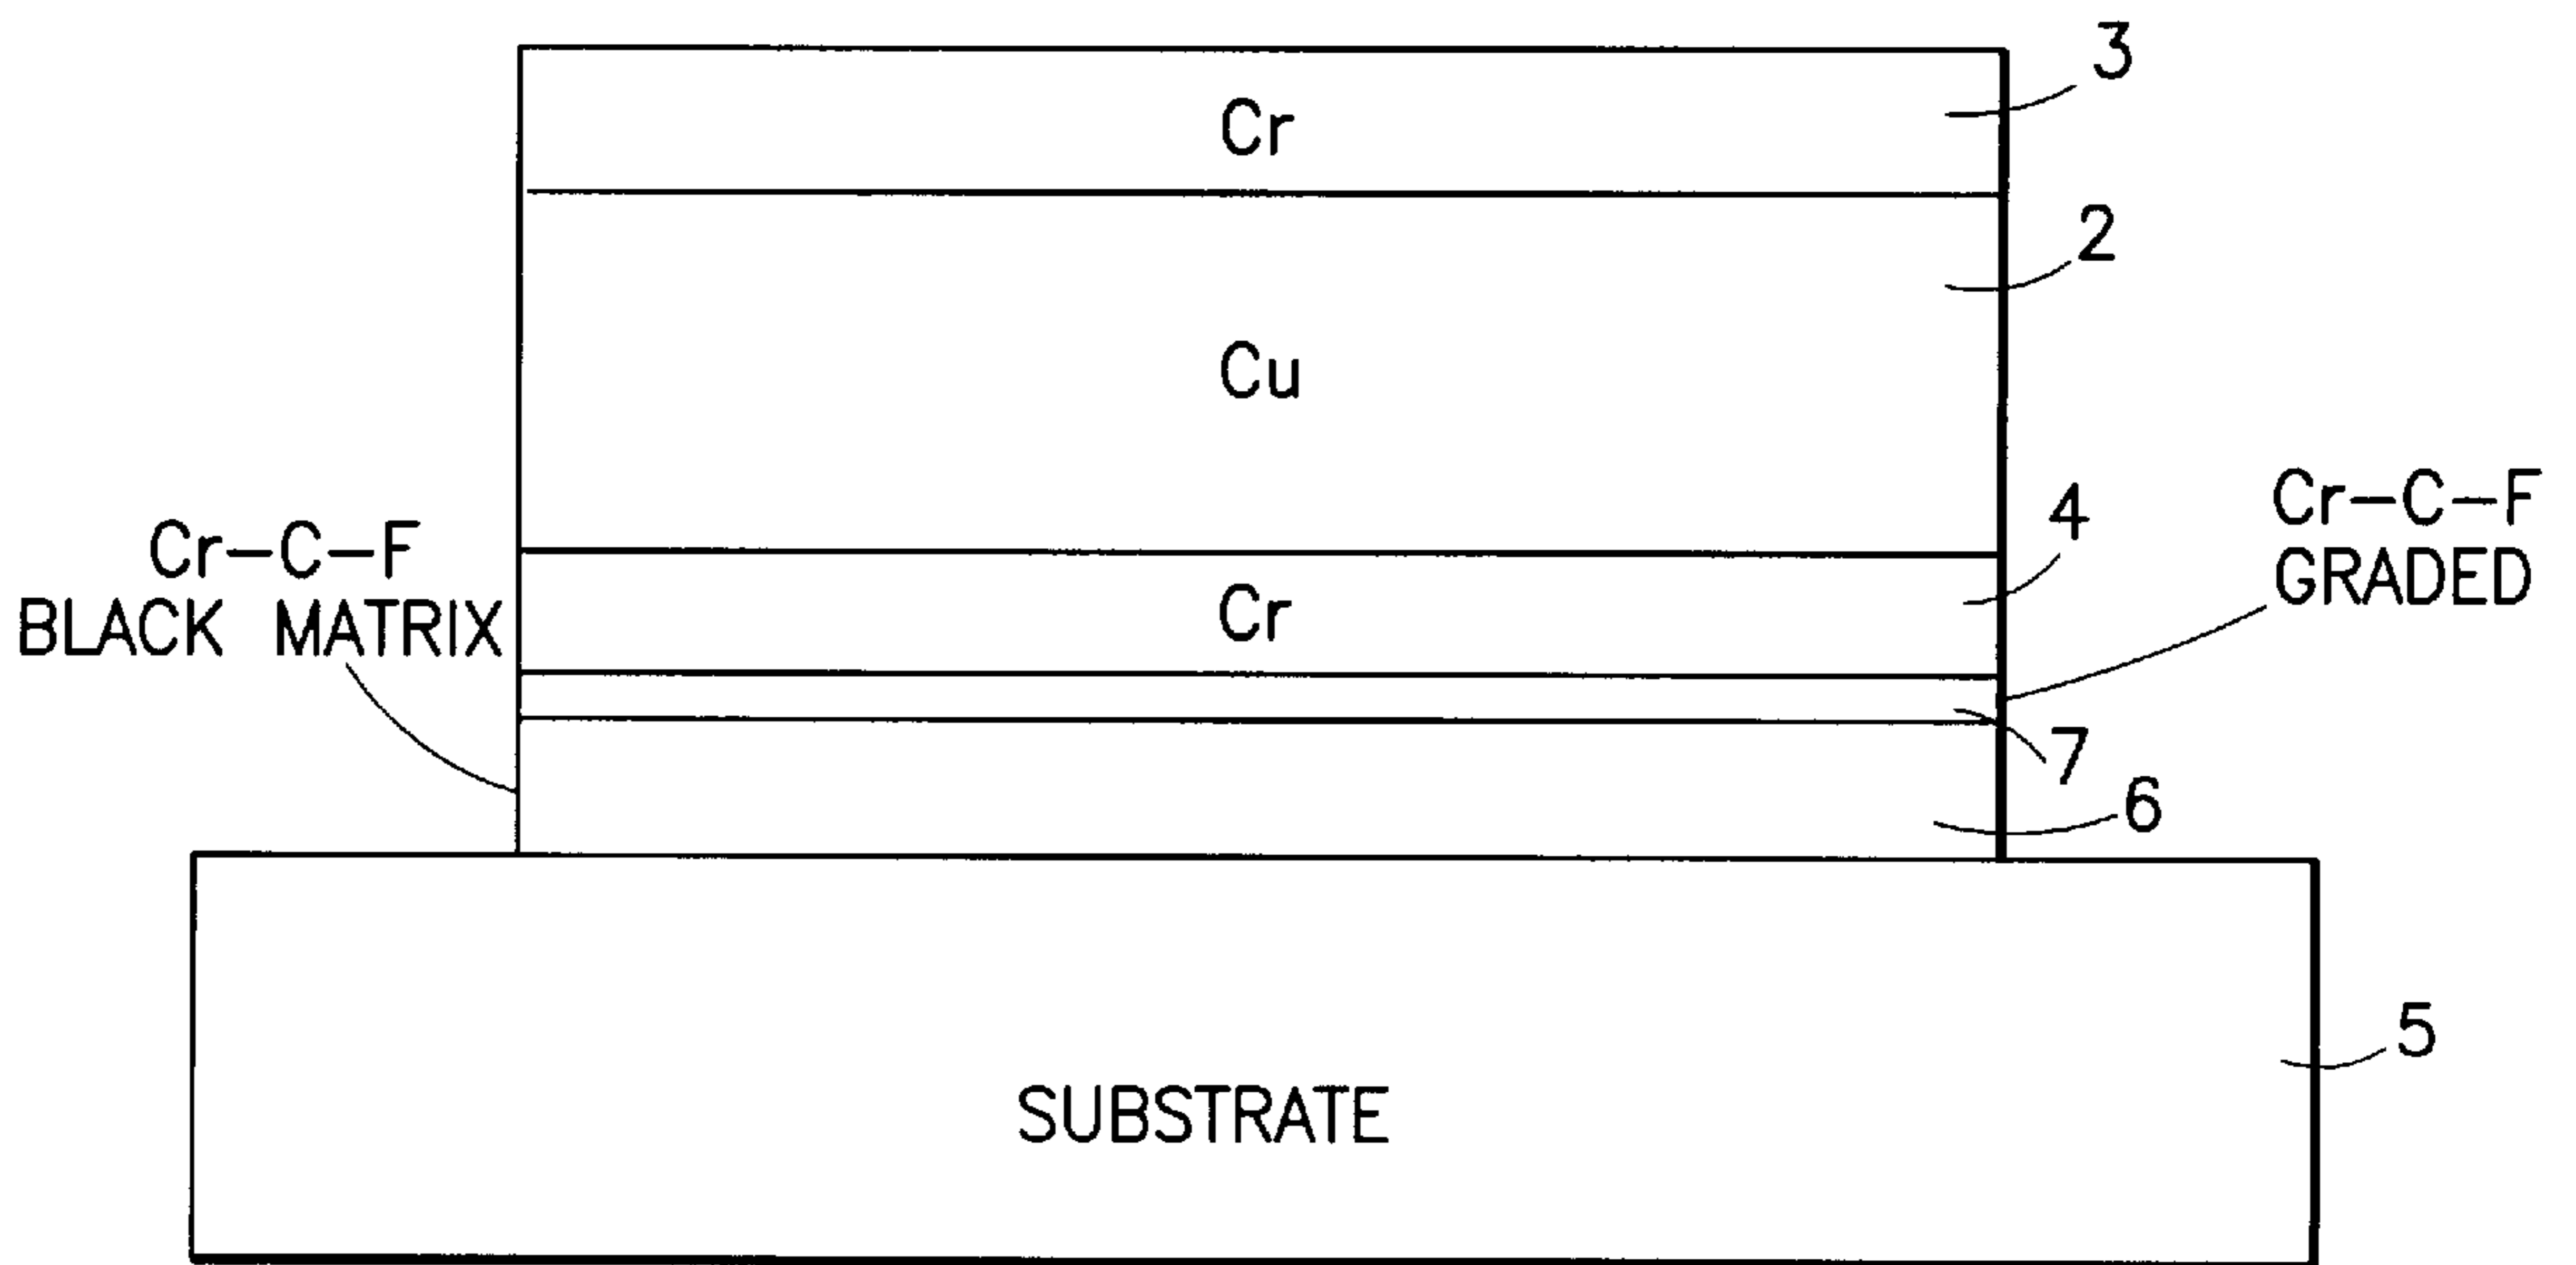 3
Cr
2
Cu
Cr-C-F
GRADED
4
Cr-C-F
BLACK MATRIX
Cr
7
6
5
SUBSTRATE